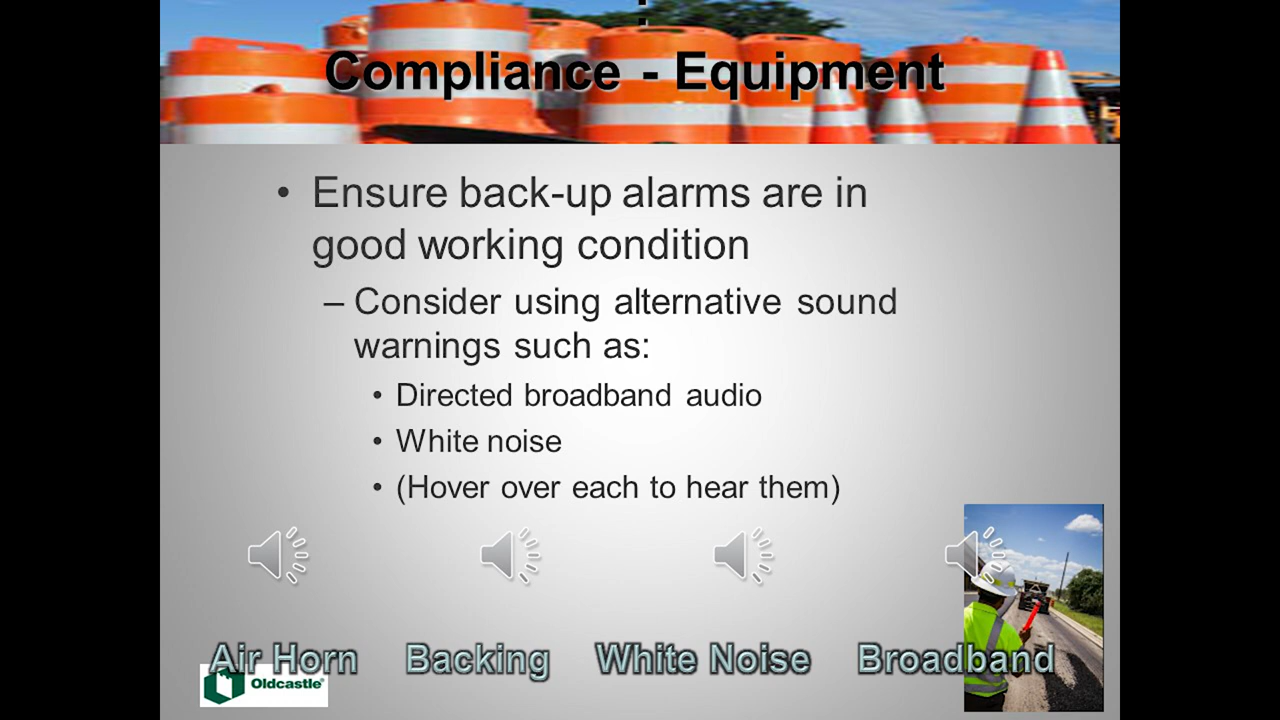 Compliance - Equipment
• Ensure back-up alarms are in
good working condition
– Consider using alternative sound
warnings such as:
• Directed broadband audio
• White noise
• (Hover over each to hear them)
Air Horn Backing White Noise Broadband
Oldcastle®